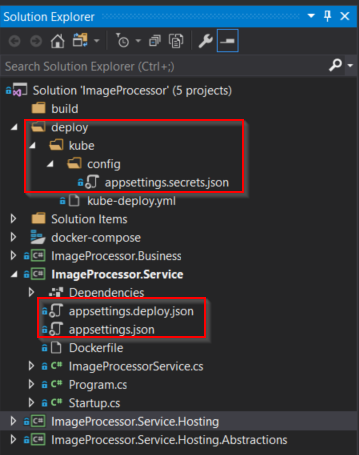 Solution Explorer
Search Solution Explorer (Ctrl+;)
Solution 'ImageProcessor' (5 projects)
build
deploy
kube
config
appsettings.secrets.json
kube-deploy.yml
Solution Items
docker-compose
C# ImageProcessor.Business
C# ImageProcessor.Service
Dependencies
appsettings.deploy.json
appsettings.json
Dockerfile
C# ImageProcessorService.cs
C# Program.cs
C# Startup.cs
C# ImageProcessor.Service.Hosting
C# ImageProcessor.Service.Hosting.Abstractions